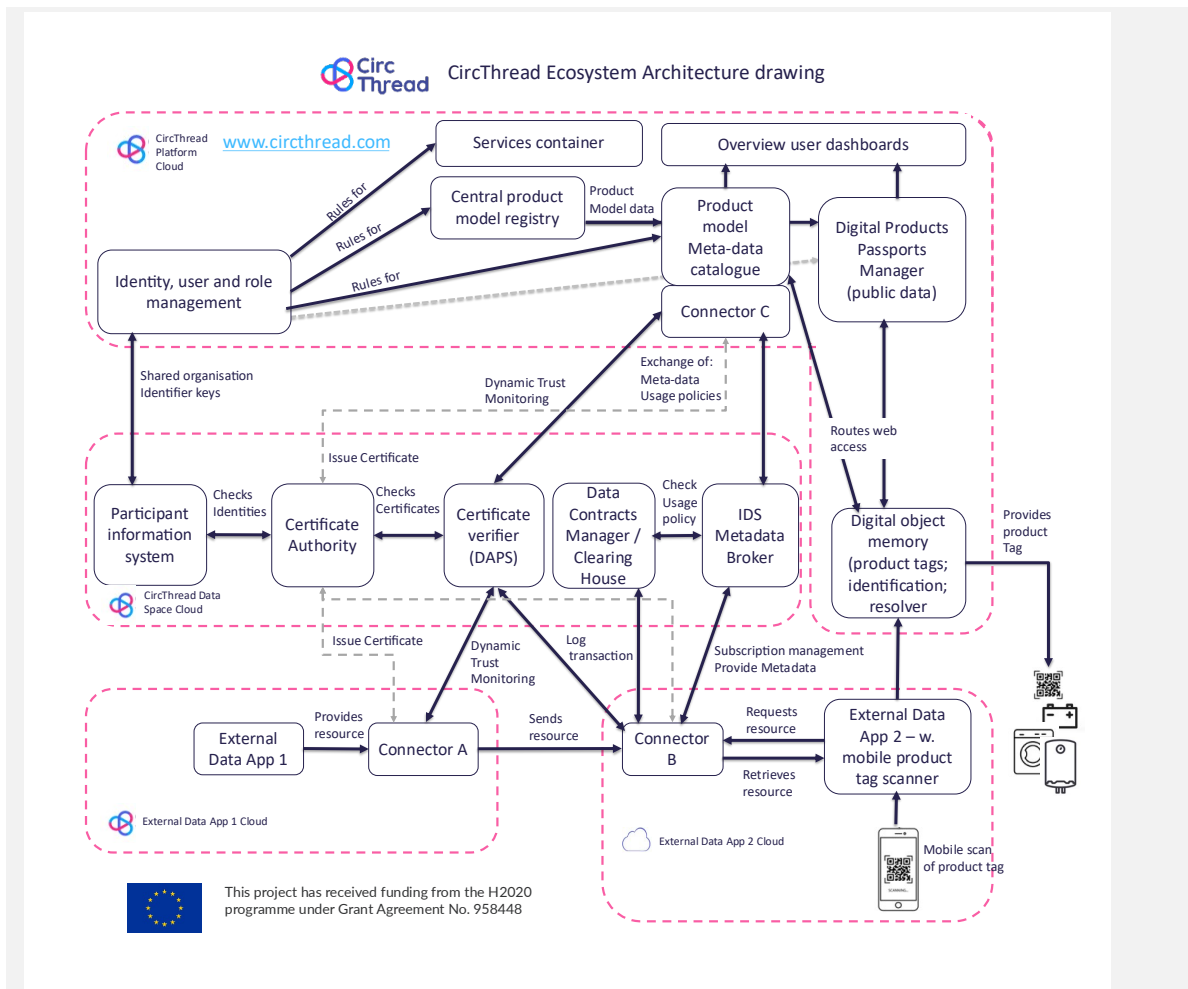 Circ
Thread
CircThread Ecosystem Architecture drawing
CircThread
Platform
Cloud
www.circthread.com
Services container
Overview user dashboards
Rules for
Central product
model registry
Product
Model data
Product
model
Meta-data
catalogue
Digital Products
Passports
Manager
(public data)
Rules for
Identity, user and role
management
Rules for
Connector C
Shared organisation
Identifier keys
Dynamic Trust
Monitoring
Exchange of:
Meta-data
Usage policies
Routes web
access
Issue Certificate
Participant
information
system
Checks
Identities
Certificate
Authority
Checks
Certificates
Certificate
verifier
(DAPS)
Data
Contracts
Manager /
Clearing
House
Check
Usage
policy
IDS
Metadata
Broker
Digital object
memory
(product tags;
identification;
resolver
Provides
product
Tag
CircThread Data
Space Cloud
Issue Certificate
Dynamic
Trust
Monitoring
Log
transaction
Subscription management
Provide Metadata
External
Data App 1
Provides
resource
Connector A
Sends
resource
Connector
B
Requests
resource
Retrieves
resource
External Data
App 2 – w.
mobile product
tag scanner
External Data App 1 Cloud
External Data App 2 Cloud
Mobile scan
of product tag
This project has received funding from the H2020
programme under Grant Agreement No. 958448